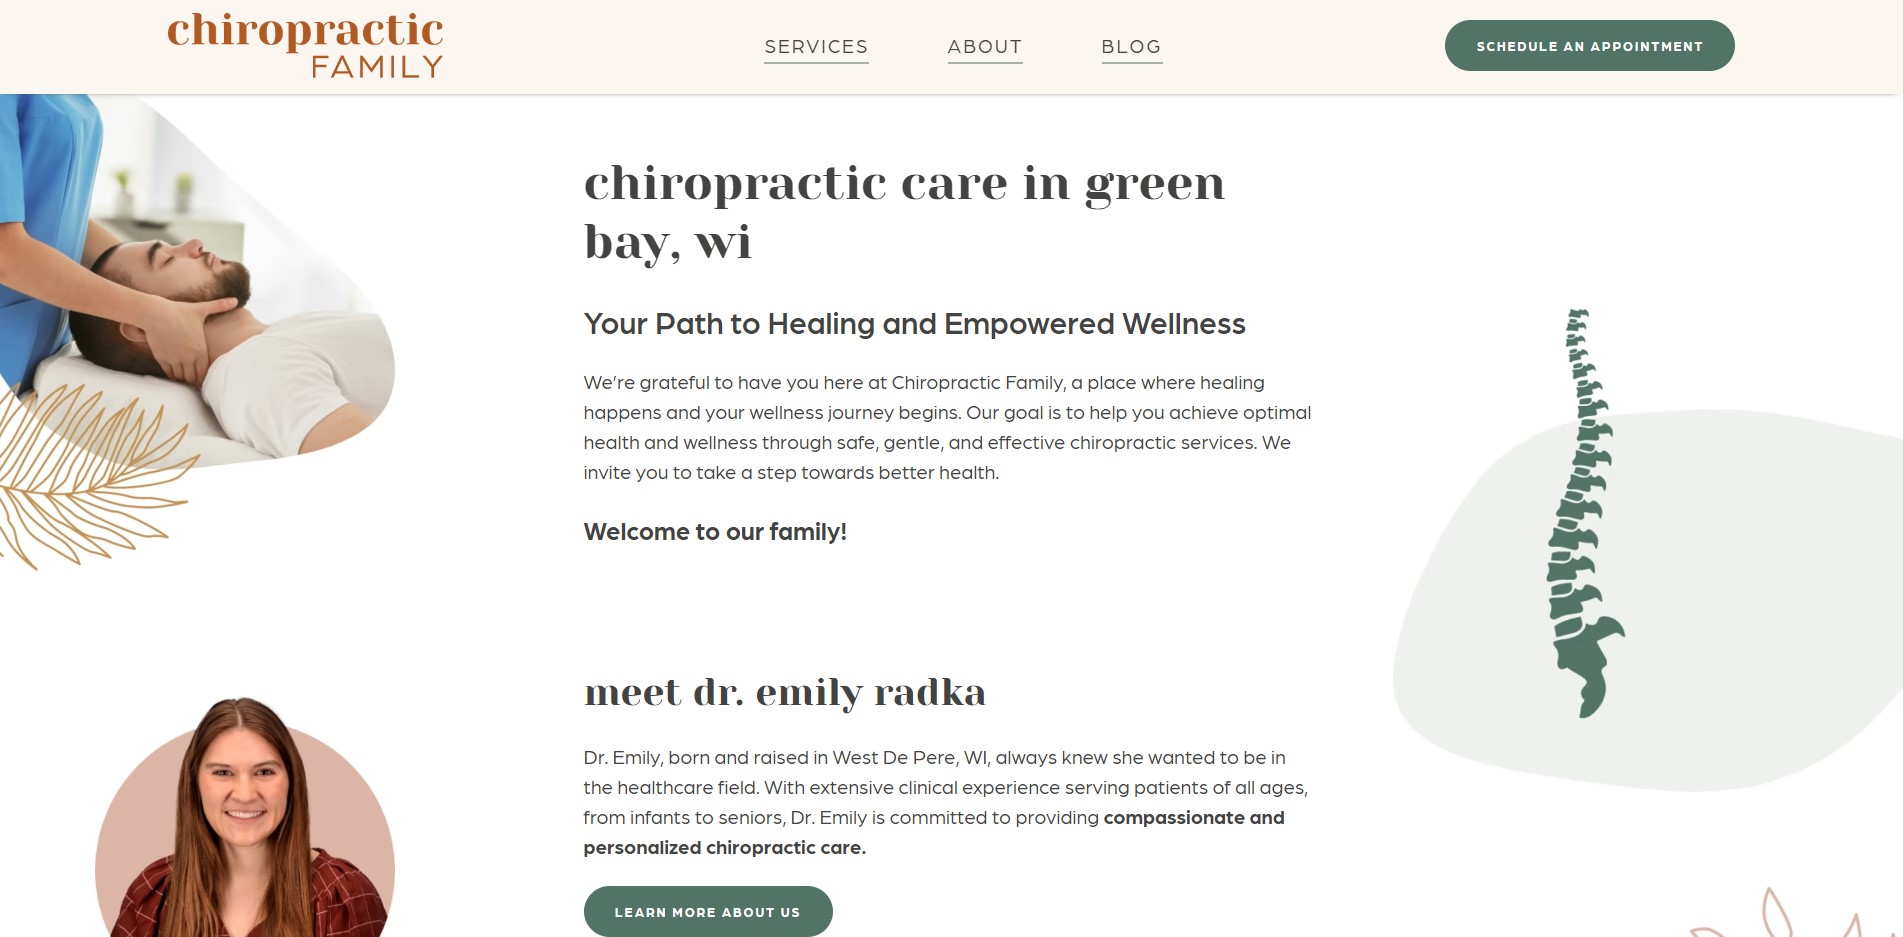 chiropractic
FAMILY
SERVICES
ABOUT
BLOG
SCHEDULE AN APPOINTMENT
chiropractic care in green
bay, wi
Your Path to Healing and Empowered Wellness
We're grateful to have you here at Chiropractic Family, a place where healing
happens and your wellness journey begins. Our goal is to help you achieve optimal
health and wellness through safe, gentle, and effective chiropractic services. We
invite you to take a step towards better health.
Welcome to our family!
meet dr. emily radka
Dr. Emily, born and raised in West De Pere, WI, always knew she wanted to be in
the healthcare field. With extensive clinical experience serving patients of all ages,
from infants to seniors, Dr. Emily is committed to providing compassionate and
personalized chiropractic care.
LEARN MORE ABOUT US